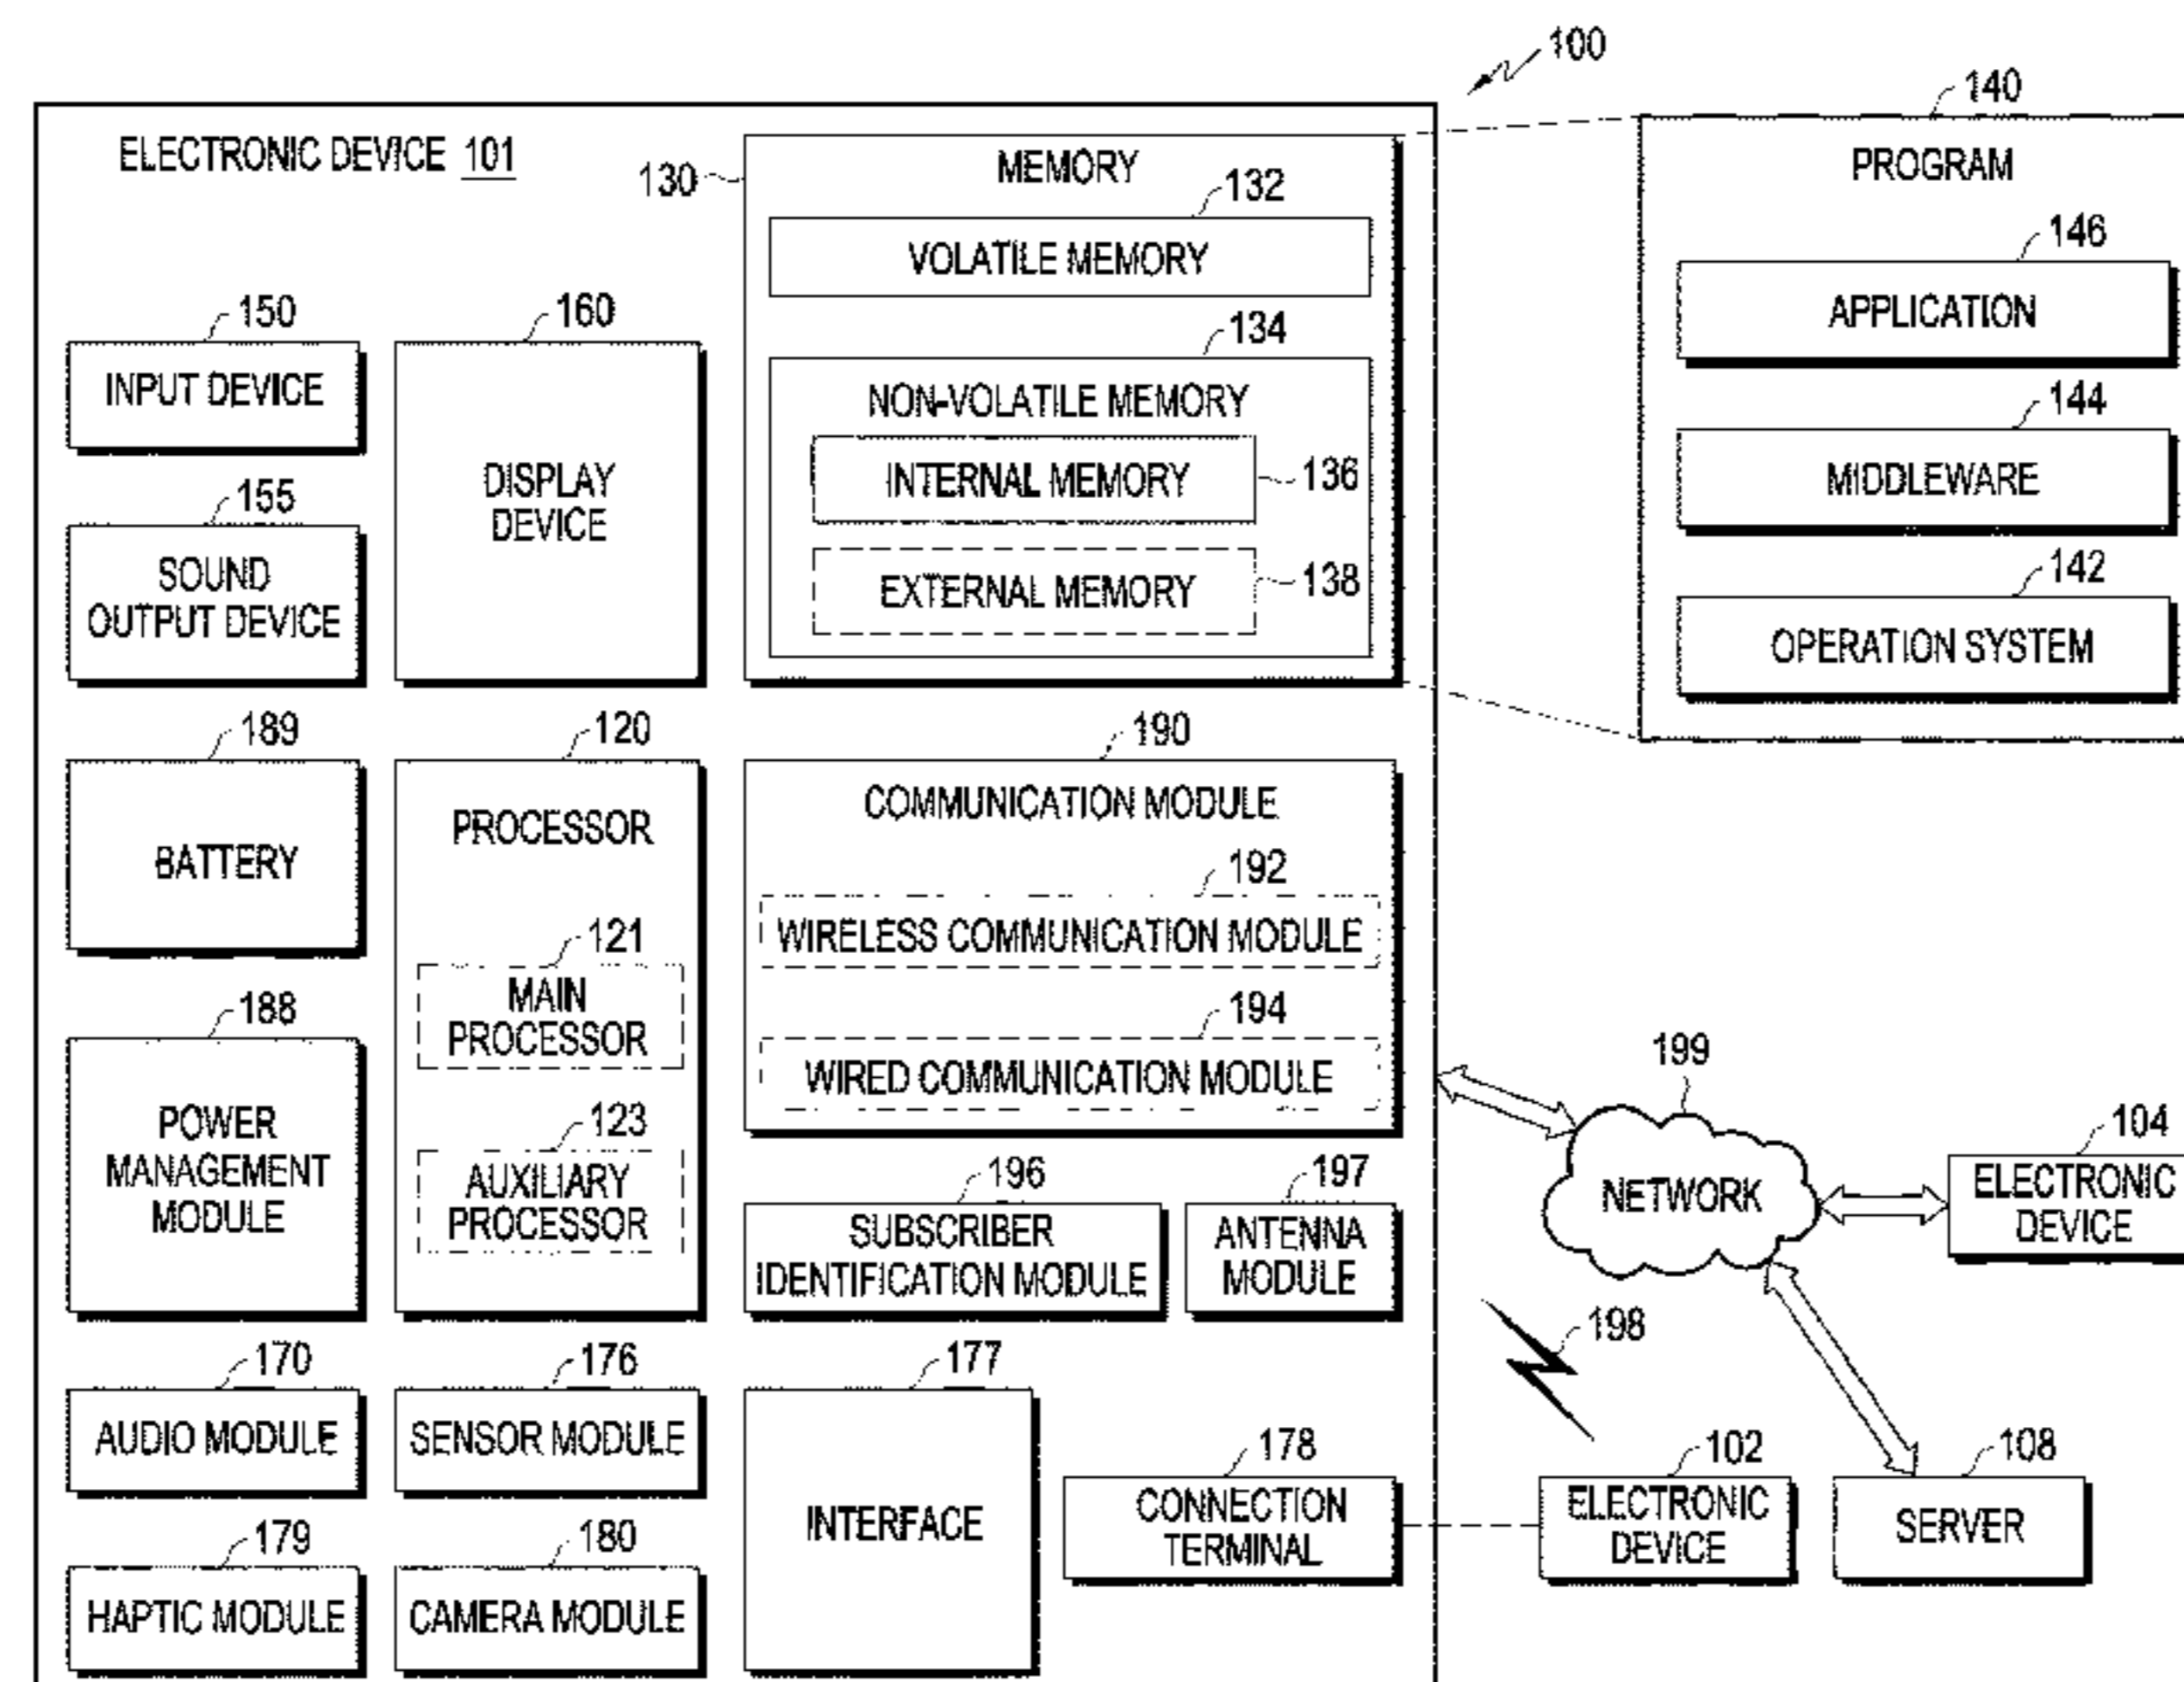 100
ELECTRONIC DEVICE 101
130
MEMORY
132
VOLATILE MEMORY
134
NON-VOLATILE MEMORY
INTERNAL MEMORY
136
EXTERNAL MEMORY
138
140
PROGRAM
146
APPLICATION
144
MIDDLEWARE
142
OPERATION SYSTEM
150
INPUT DEVICE
160
DISPLAY
DEVICE
155
SOUND
OUTPUT DEVICE
189
BATTERY
120
PROCESSOR
121
MAIN
PROCESSOR
123
AUXILIARY
PROCESSOR
190
COMMUNICATION MODULE
192
WIRELESS COMMUNICATION MODULE
194
WIRED COMMUNICATION MODULE
188
POWER
MANAGEMENT
MODULE
196
SUBSCRIBER
IDENTIFICATION MODULE
197
ANTENNA
MODULE
199
NETWORK
104
ELECTRONIC
DEVICE
198
170
AUDIO MODULE
176
SENSOR MODULE
177
INTERFACE
178
CONNECTION
TERMINAL
102
ELECTRONIC
DEVICE
108
SERVER
179
HAPTIC MODULE
180
CAMERA MODULE